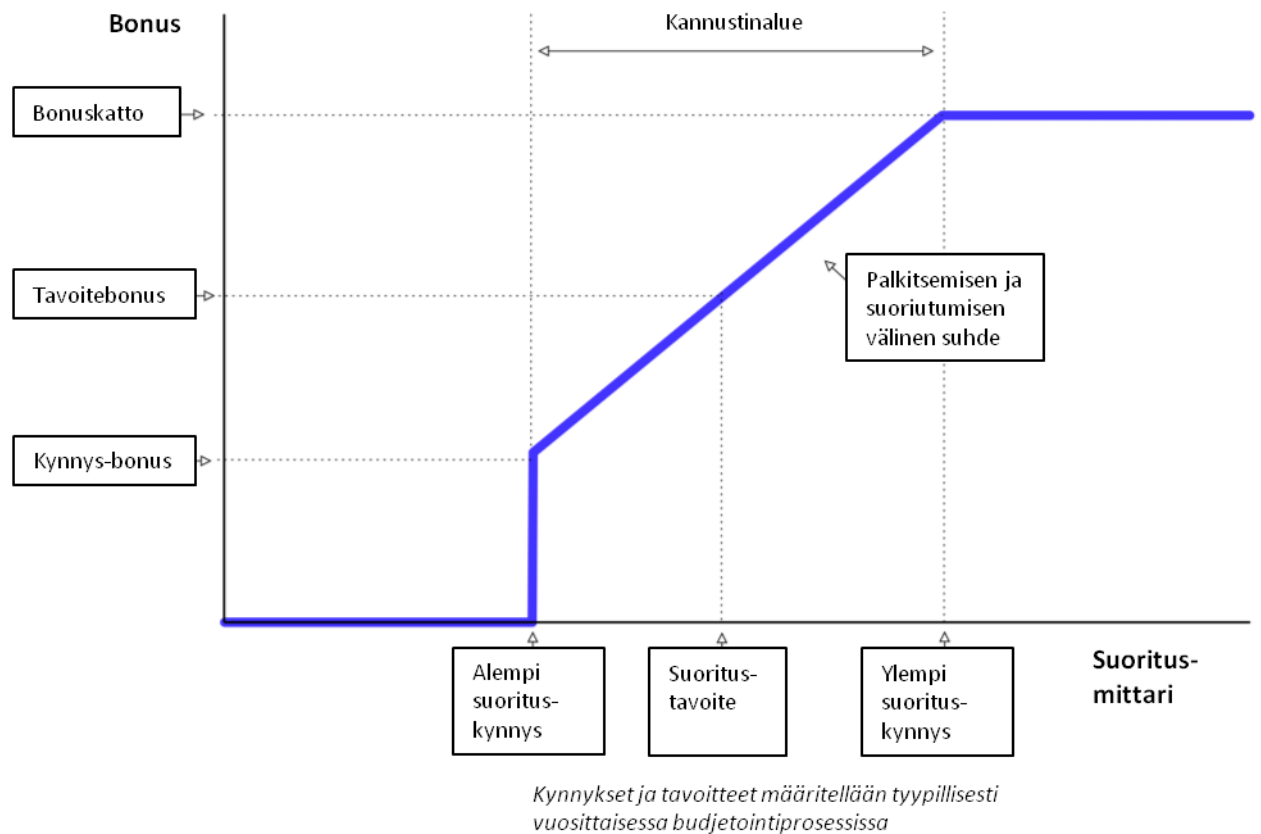 Bonus
Kannustinalue
Bonuskatto
Tavoitebonus
Palkitsemisen ja
suoriutumisen
välinen suhde
Kynnys-bonus
Alempi
suoritus-
kynnys
Suoritus-
tavoite
Ylempi
suoritus-
kynnys
Suoritus-
mittari
Kynnykset ja tavoitteet määritellään tyypillisesti
vuosittaisessa budjetointiprosessissa